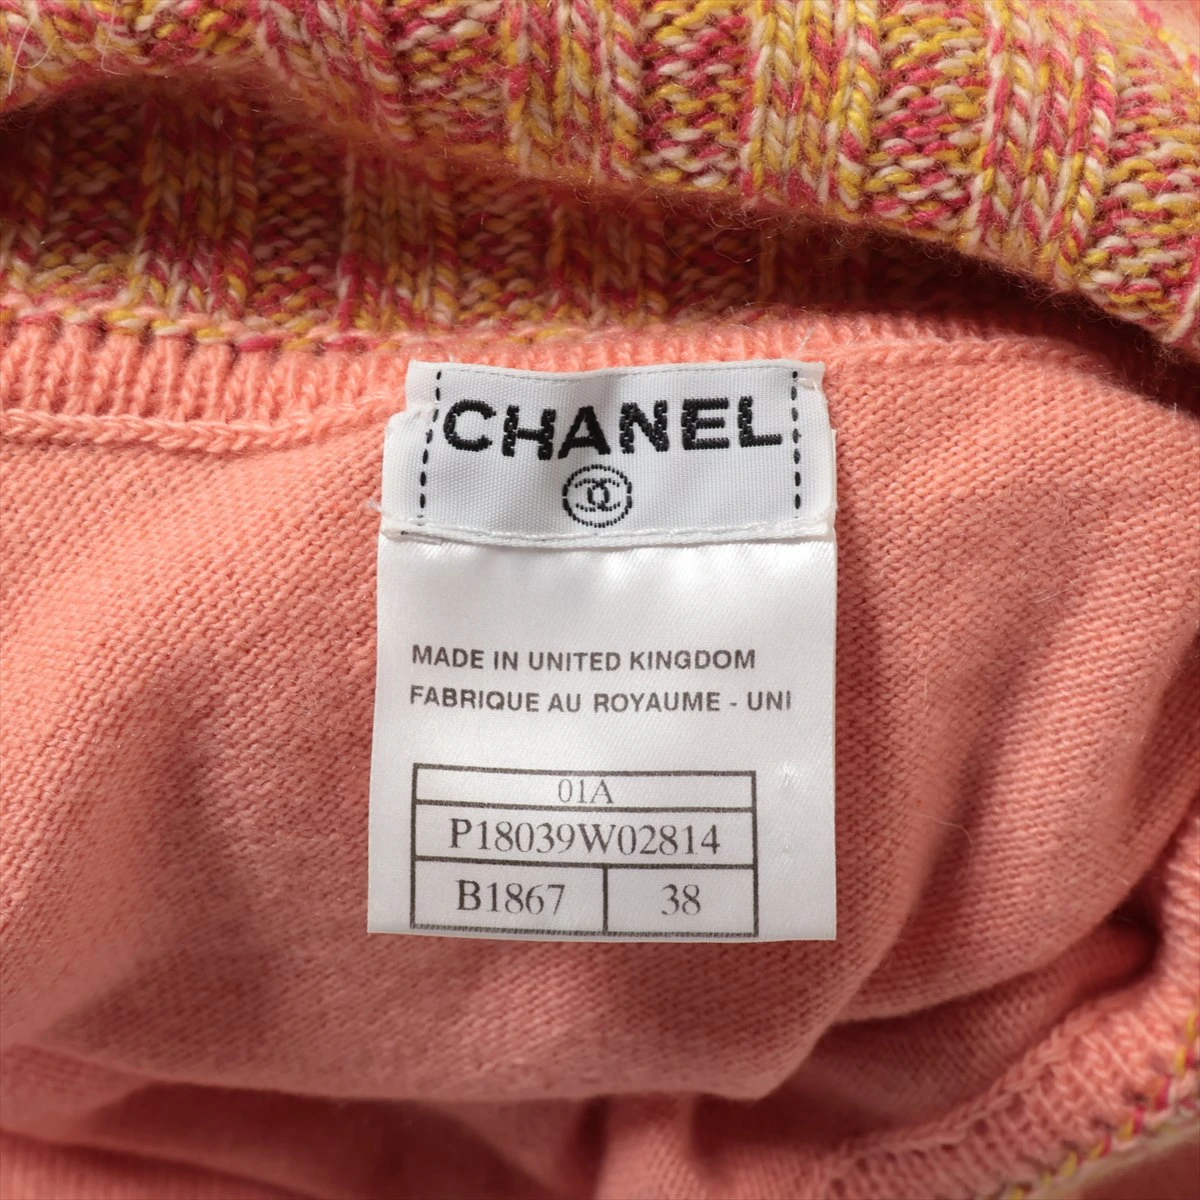 CHANEL
MADE IN UNITED KINGDOM
FABRIQUE AU ROYAUME - UNI
01A
P18039W02814
B1867 38